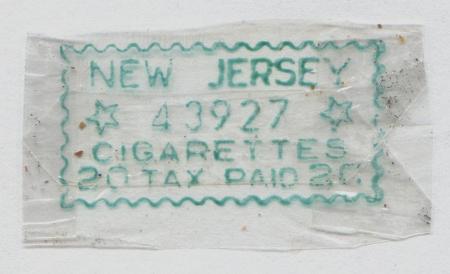 NEW JERSEY
43927
CIGARETTES
20 TAX PAID 20